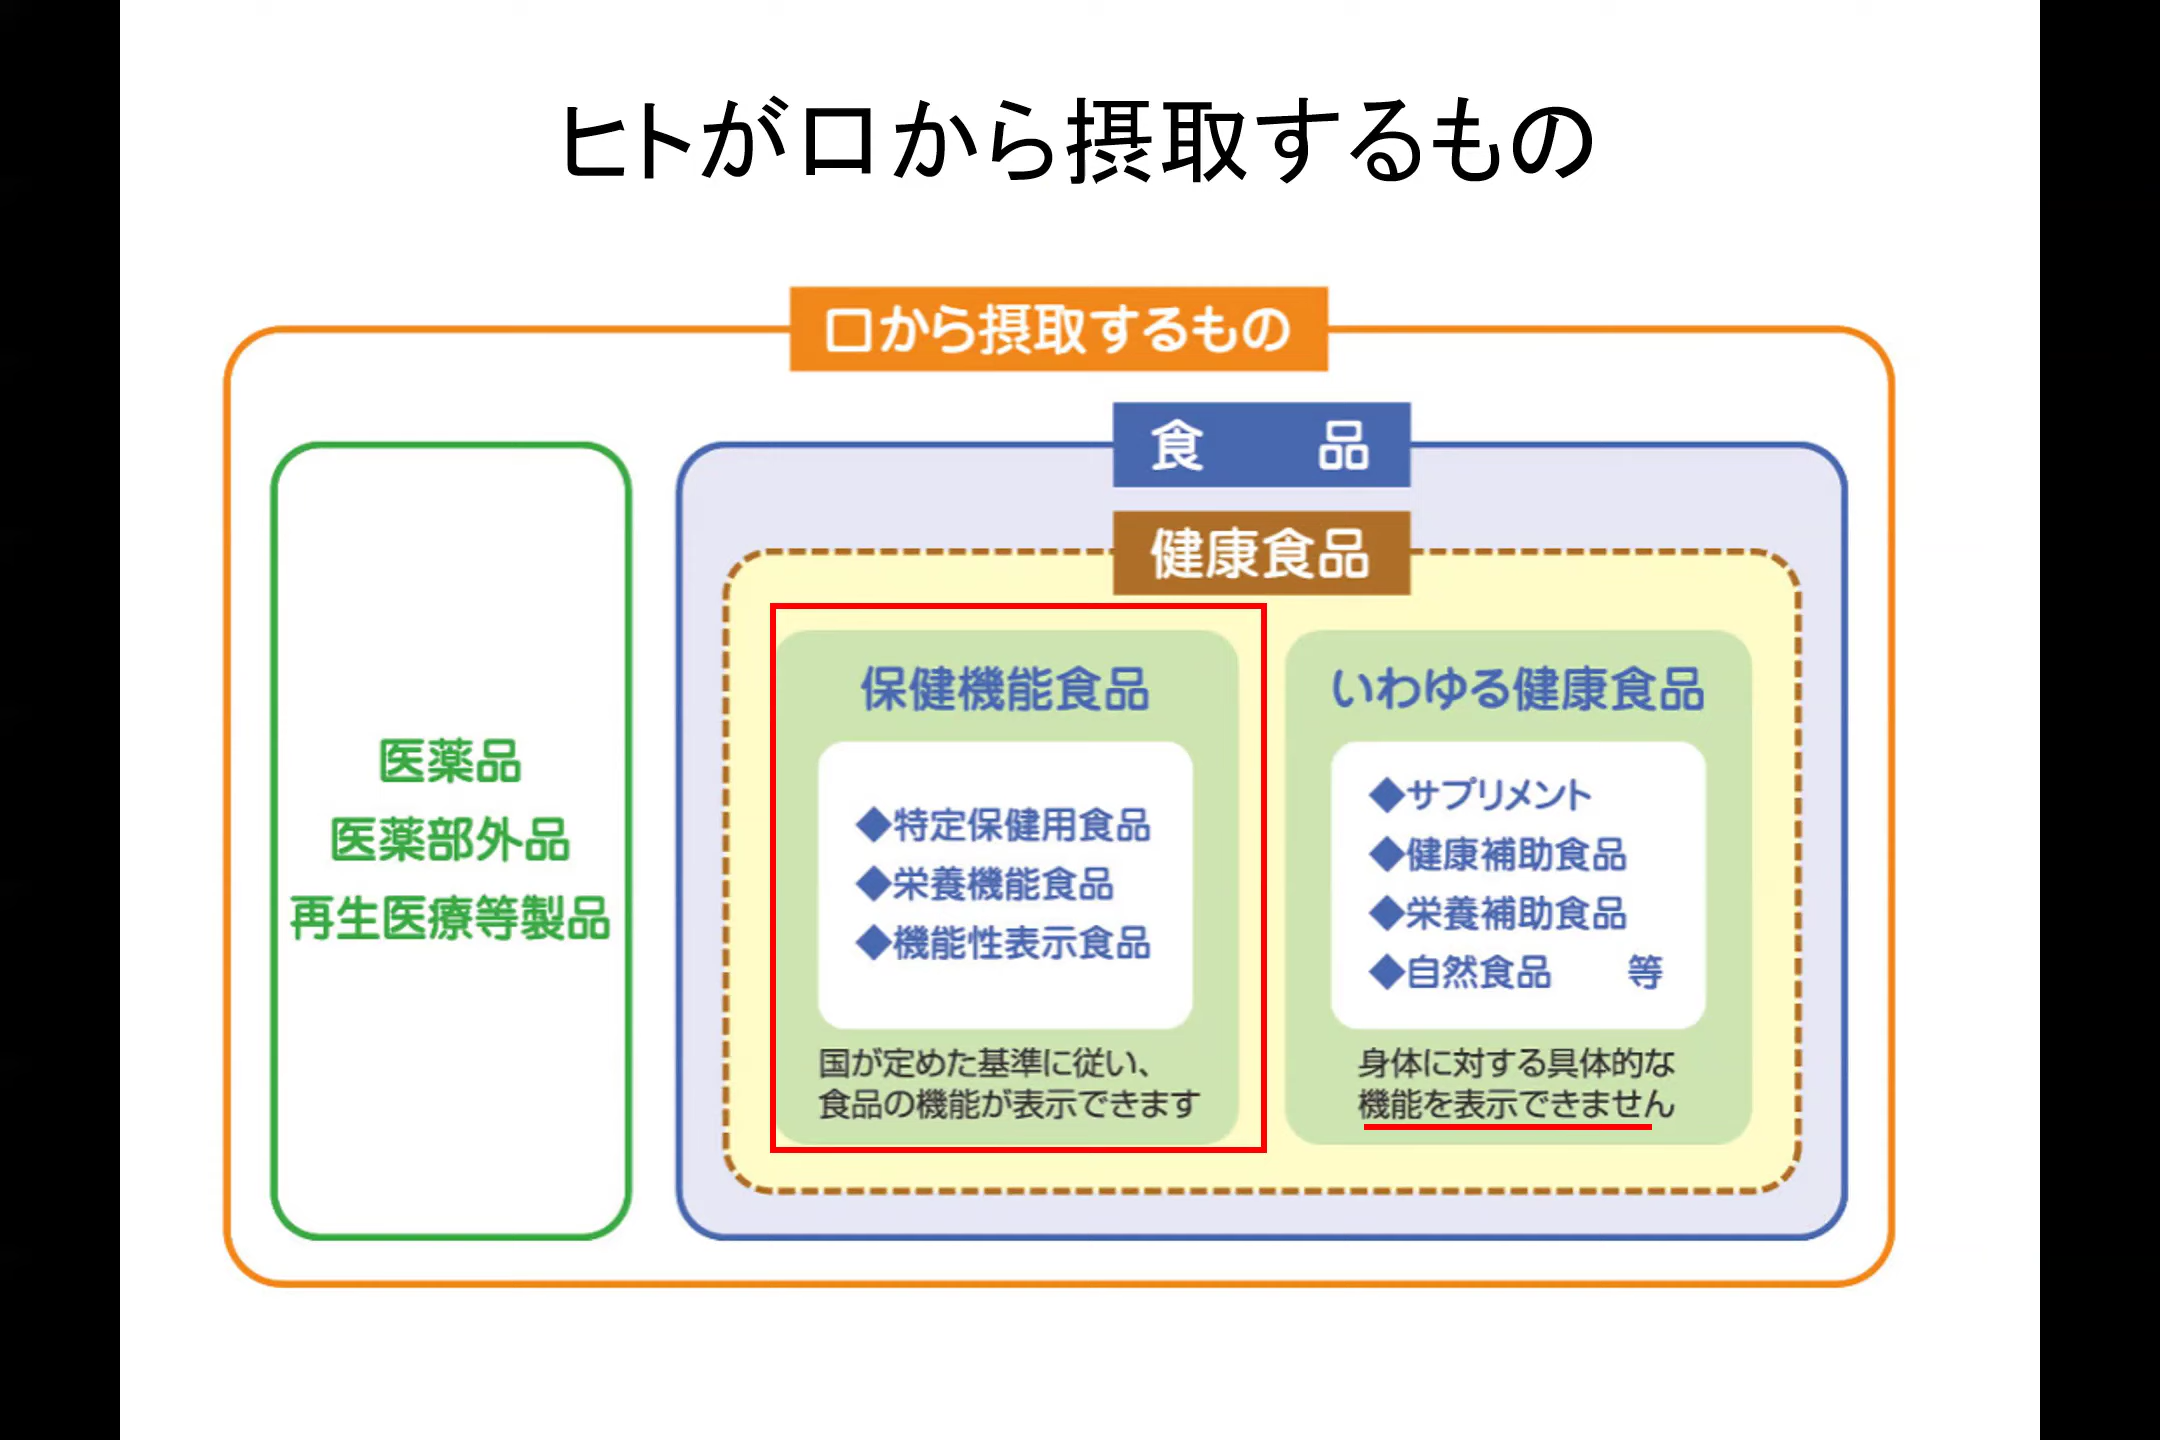 ヒトが口から摂取するもの
口から摂取するもの
食　　品
健康食品
医薬品
医薬部外品
再生医療等製品
保健機能食品
◆特定保健用食品
◆栄養機能食品
◆機能性表示食品
国が定めた基準に従い、
食品の機能が表示できます
いわゆる健康食品
◆サプリメント
◆健康補助食品
◆栄養補助食品
◆自然食品　　等
身体に対する具体的な
機能を表示できません